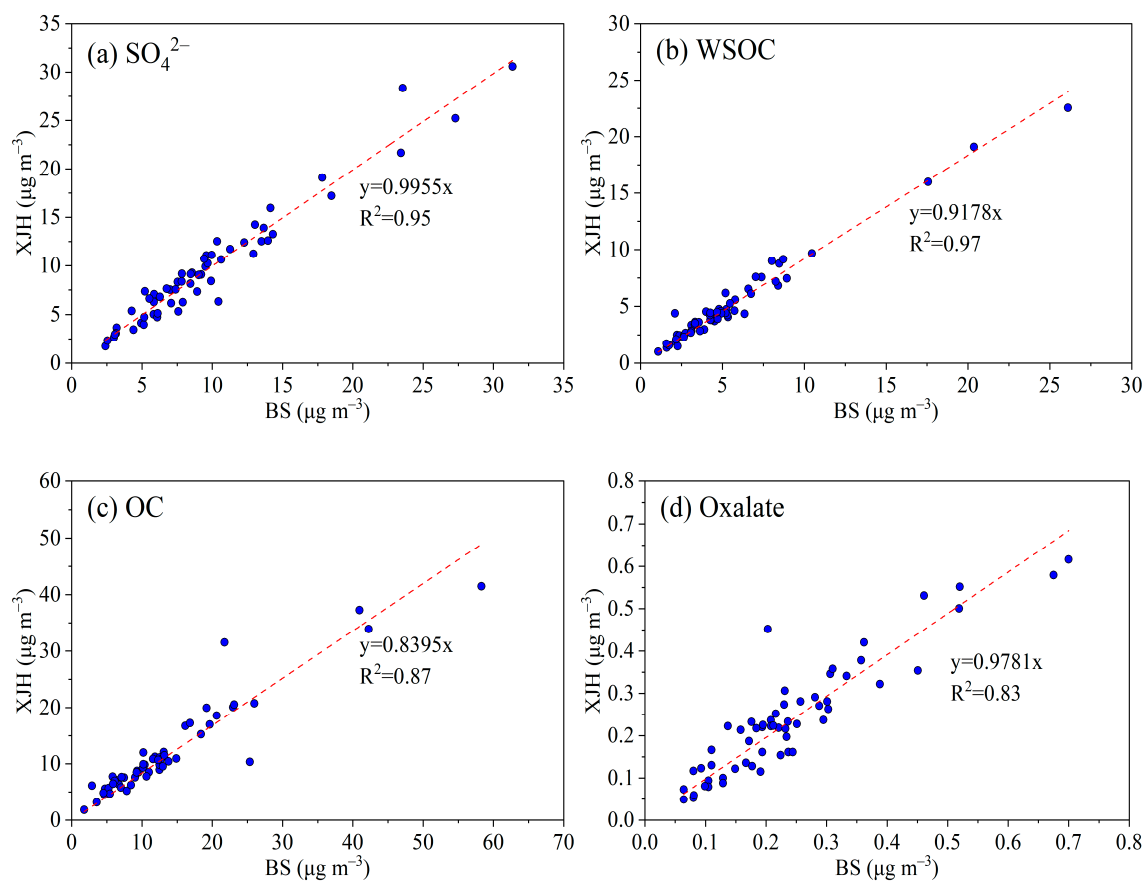 (a) SO₄²⁻
XJH (μg m⁻³)
35
30
25
20
15
10
5
0
y=0.9955x
R²=0.95
0 5 10 15 20 25 30 35
BS (μg m⁻³)
(b) WSOC
XJH (μg m⁻³)
30
25
20
15
10
5
0
y=0.9178x
R²=0.97
0 5 10 15 20 25 30
BS (μg m⁻³)
(c) OC
XJH (μg m⁻³)
60
50
40
30
20
10
0
y=0.8395x
R²=0.87
0 10 20 30 40 50 60 70
BS (μg m⁻³)
(d) Oxalate
XJH (μg m⁻³)
0.8
0.7
0.6
0.5
0.4
0.3
0.2
0.1
0.0
y=0.9781x
R²=0.83
0.0 0.1 0.2 0.3 0.4 0.5 0.6 0.7 0.8
BS (μg m⁻³)